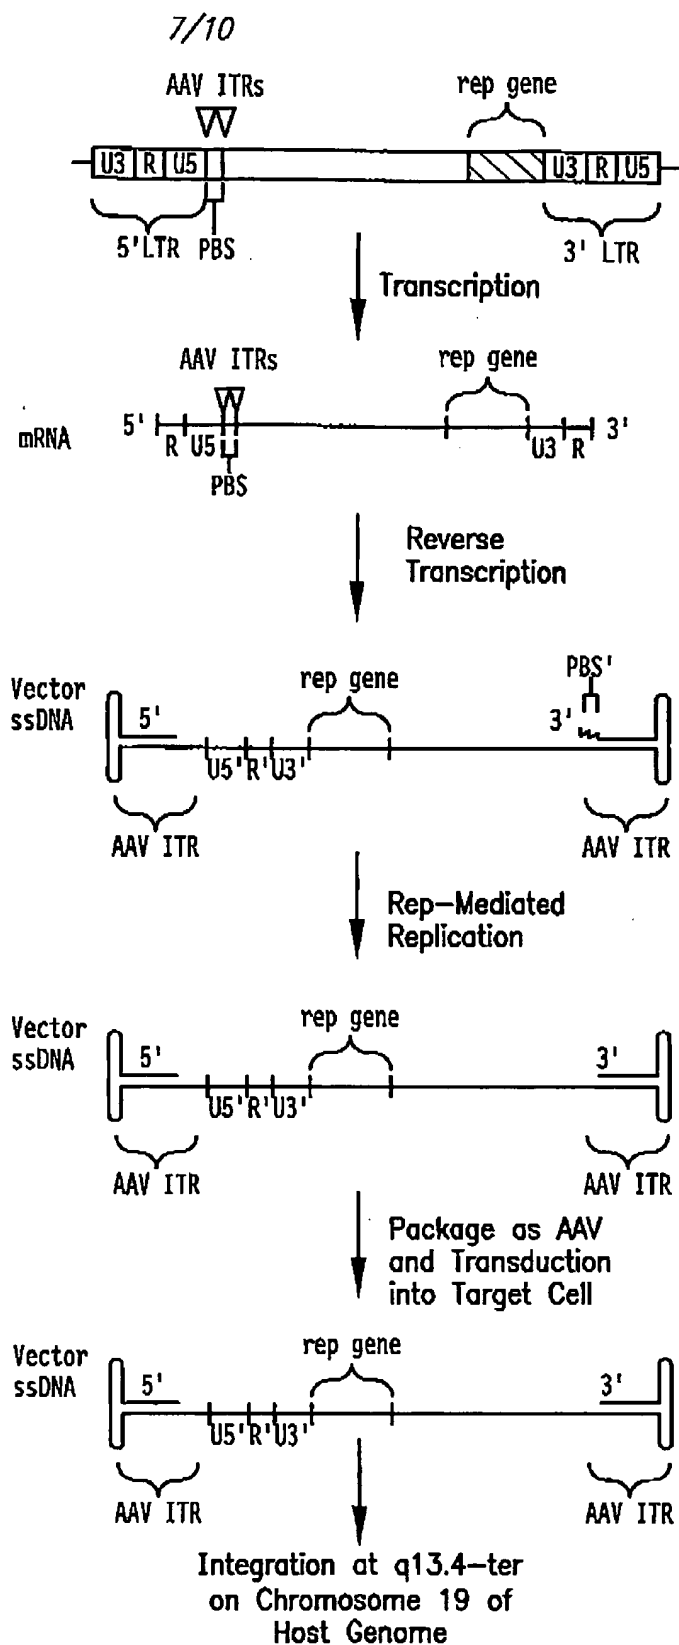 7/10
AAV ITRs
rep gene
U3 R U5 U3 R U5
5'LTR PBS 3' LTR
Transcription
AAV ITRs
rep gene
mRNA 5' 3'
R U5 U3 R
PBS
Reverse
Transcription
PBS'
Vector
ssDNA
rep gene
5' 3'
U5' R' U3'
AAV ITR AAV ITR
Rep-Mediated
Replication
Vector
ssDNA
rep gene
5' 3'
U5' R' U3'
AAV ITR AAV ITR
Package as AAV
and Transduction
into Target Cell
Vector
ssDNA
rep gene
5' 3'
U5' R' U3'
AAV ITR AAV ITR
Integration at q13.4-ter
on Chromosome 19 of
Host Genome